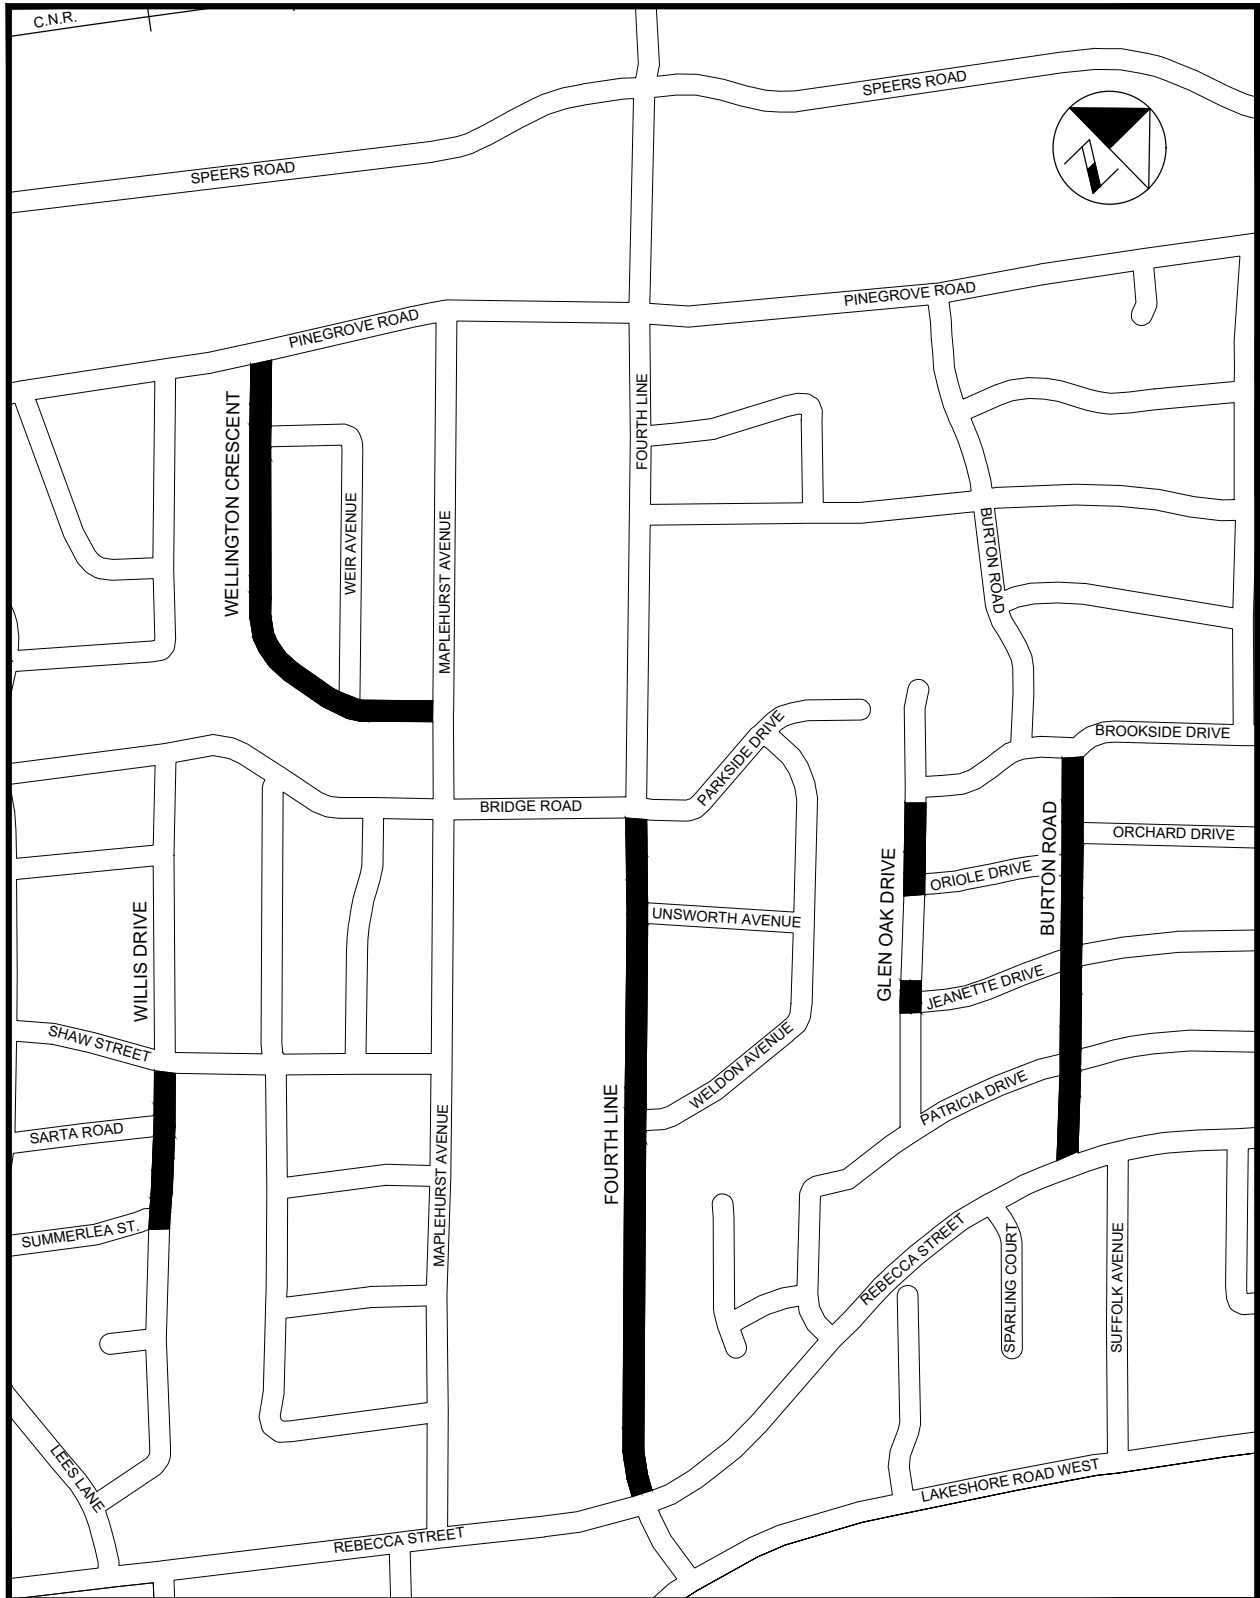 C.N.R.
SPEERS ROAD
SPEERS ROAD
PINEGROVE ROAD
PINEGROVE ROAD
FOURTH LINE
WELLINGTON CRESCENT
WEIR AVENUE
MAPLEHURST AVENUE
BURTON ROAD
BROOKSIDE DRIVE
PARKSIDE DRIVE
BRIDGE ROAD
ORCHARD DRIVE
BURTON ROAD
GLEN OAK DRIVE
ORIOLE DRIVE
UNSWORTH AVENUE
WILLIS DRIVE
JEANETTE DRIVE
SHAW STREET
WELDON AVENUE
PATRICIA DRIVE
FOURTH LINE
MAPLEHURST AVENUE
SARTA ROAD
SUMMERLEA ST.
REBECCA STREET
SPARLING COURT
SUFFOLK AVENUE
LEES LANE
LAKESHORE ROAD WEST
REBECCA STREET